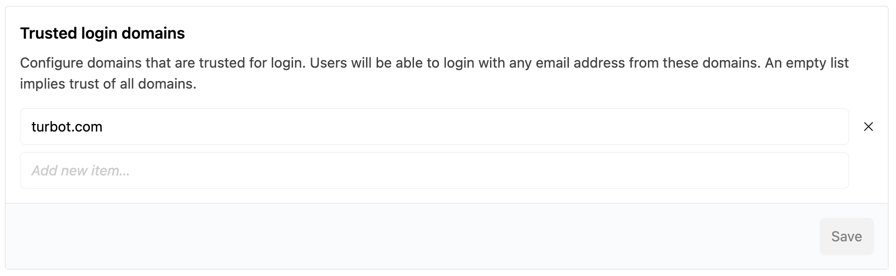 Trusted login domains
Configure domains that are trusted for login. Users will be able to login with any email address from these domains. An empty list
implies trust of all domains.
turbot.com
Add new item...
Save